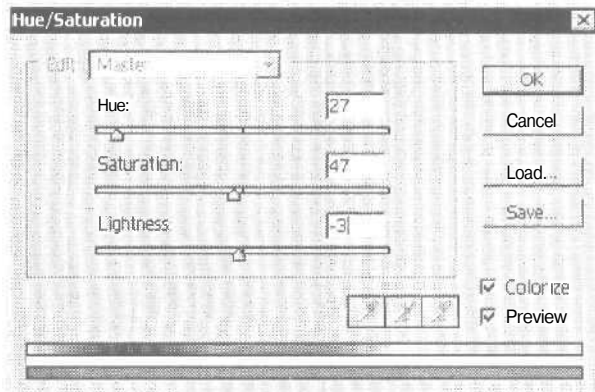 Hue/Saturation
Edit: Master
Hue: 27
Saturation: 47
Lightness -3
OK
Cancel
Load...
Save...
Colorize
Preview